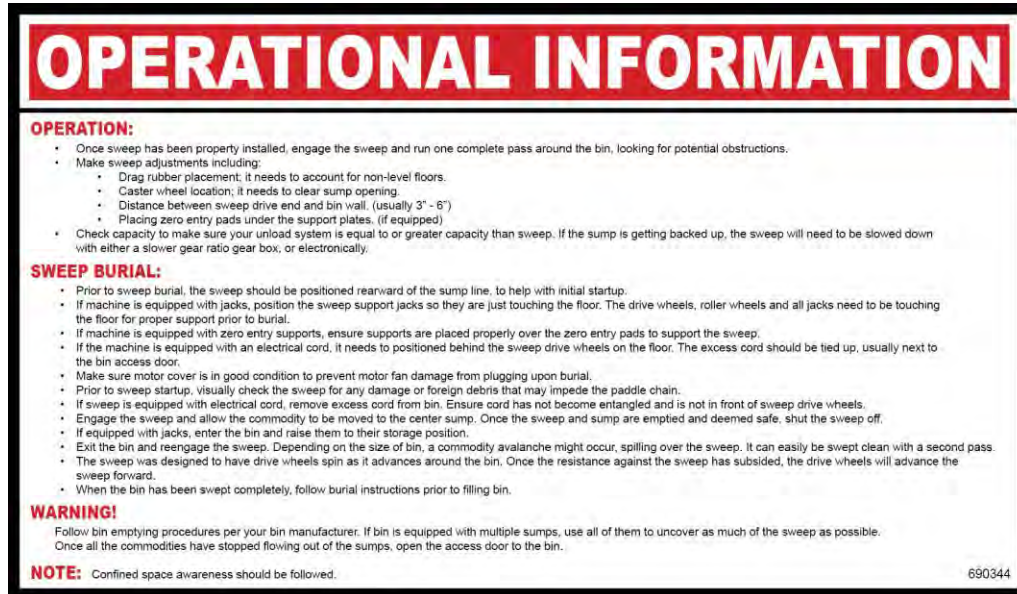 OPERATIONAL INFORMATION
OPERATION:
• Once sweep has been property installed, engage the sweep and run one complete pass around the bin, looking for potential obstructions.
• Make sweep adjustments including:
• Drag rubber placement; it needs to account for non-level floors.
• Caster wheel location; it needs to clear sump opening.
• Distance between sweep drive end and bin wall. (usually 3" - 6")
• Placing zero entry pads under the support plates. (if equipped)
• Check capacity to make sure your unload system is equal to or greater capacity than sweep. If the sump is getting backed up, the sweep will need to be slowed down
with either a slower gear ratio gear box, or electronically.
SWEEP BURIAL:
• Prior to sweep burial, the sweep should be positioned rearward of the sump line, to help with initial startup.
• If machine is equipped with jacks, position the sweep support jacks so they are just touching the floor. The drive wheels, roller wheels and all jacks need to be touching
the floor for proper support prior to burial.
• If machine is equipped with zero entry supports, ensure supports are placed properly over the zero entry pads to support the sweep.
• If the machine is equipped with an electrical cord, it needs to positioned behind the sweep drive wheels on the floor. The excess cord should be tied up, usually next to
the bin access door.
• Make sure motor cover is in good condition to prevent motor fan damage from plugging upon burial.
• Prior to sweep startup, visually check the sweep for any damage or foreign debris that may impede the paddle chain.
• If sweep is equipped with electrical cord, remove excess cord from bin. Ensure cord has not become entangled and is not in front of sweep drive wheels.
• Engage the sweep and allow the commodity to be moved to the center sump. Once the sweep and sump are emptied and deemed safe, shut the sweep off.
• If equipped with jacks, enter the bin and raise them to their storage position.
• Exit the bin and reengage the sweep. Depending on the size of bin, a commodity avalanche might occur, spilling over the sweep. It can easily be swept clean with a second pass.
• The sweep was designed to have drive wheels spin as it advances around the bin. Once the resistance against the sweep has subsided, the drive wheels will advance the
sweep forward.
• When the bin has been swept completely, follow burial instructions prior to filling bin.
WARNING!
Follow bin emptying procedures per your bin manufacturer. If bin is equipped with multiple sumps, use all of them to uncover as much of the sweep as possible.
Once all the commodities have stopped flowing out of the sumps, open the access door to the bin.
NOTE: Confined space awareness should be followed. 690344